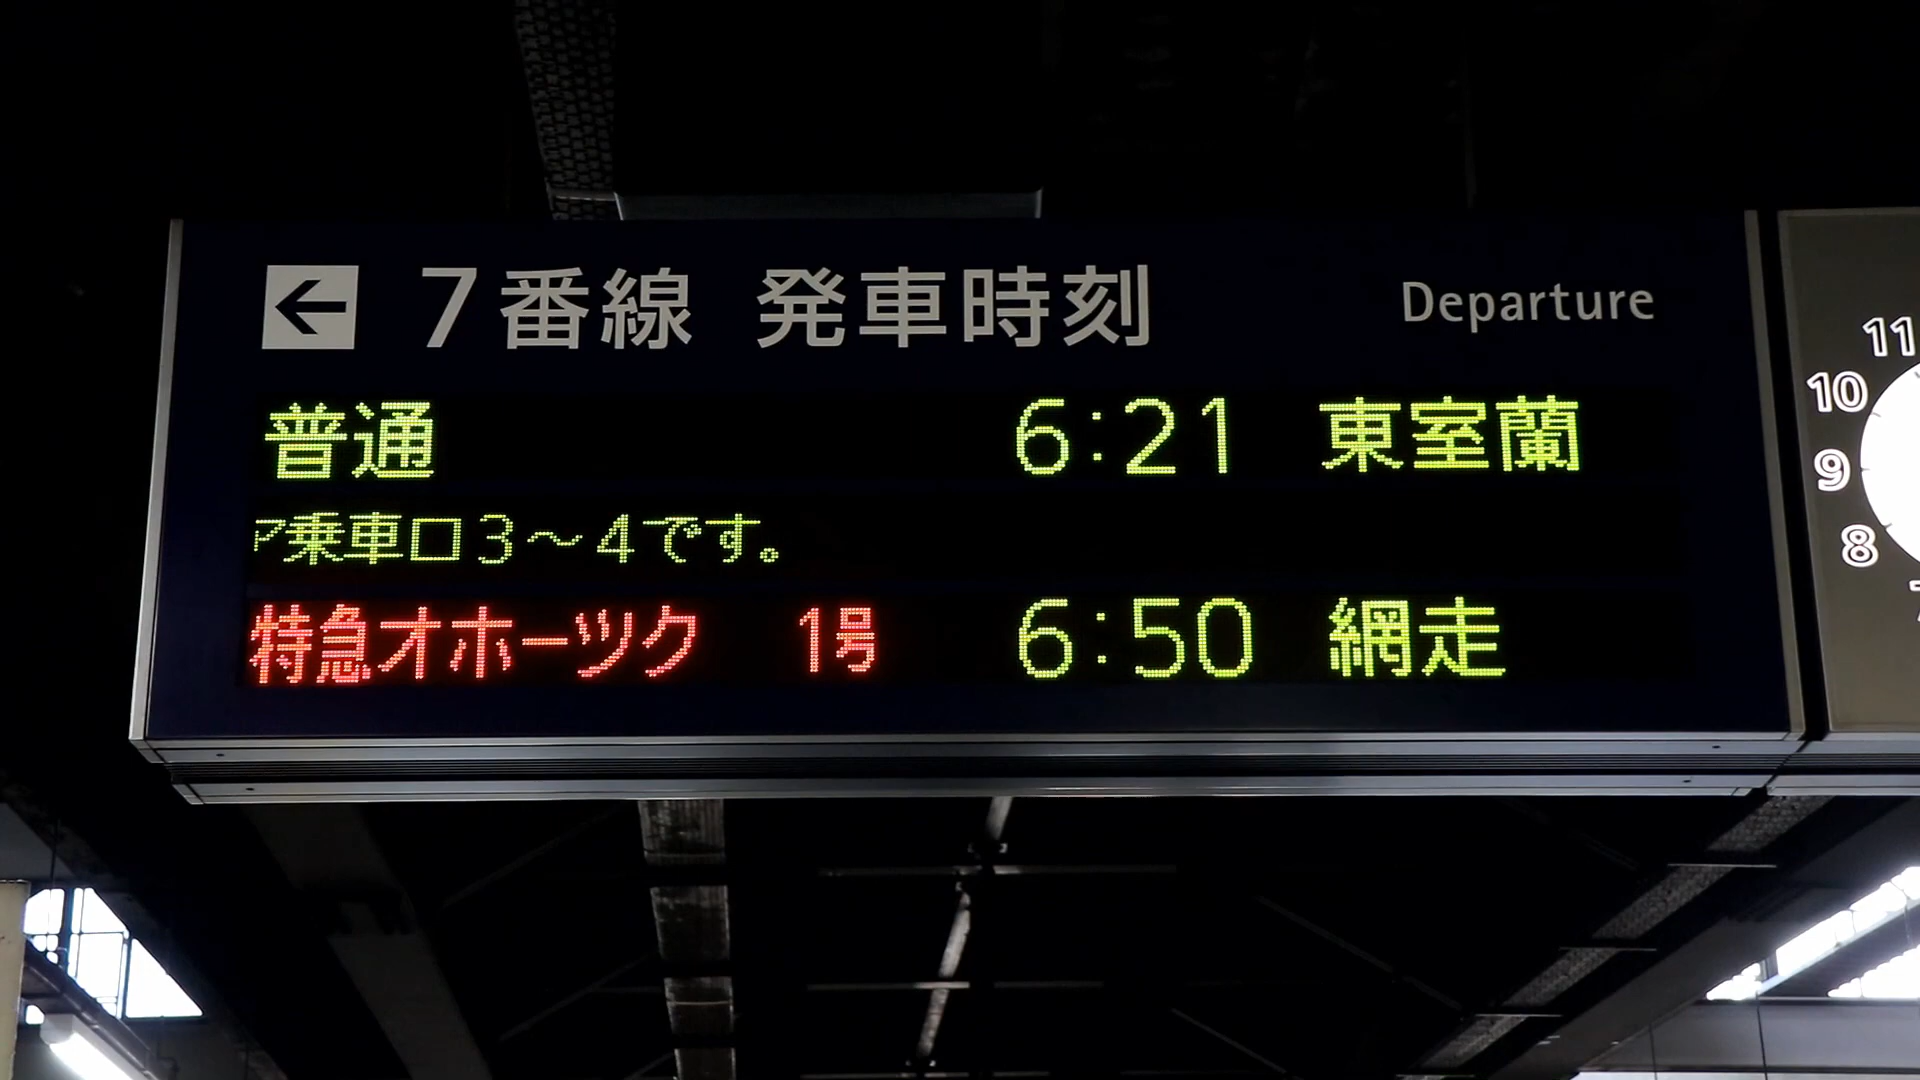 ← 7番線 発車時刻 Departure
普通 6:21 東室蘭
ア乗車口3～4です。
特急オホーツク 1号 6:50 網走
11
10
9
8